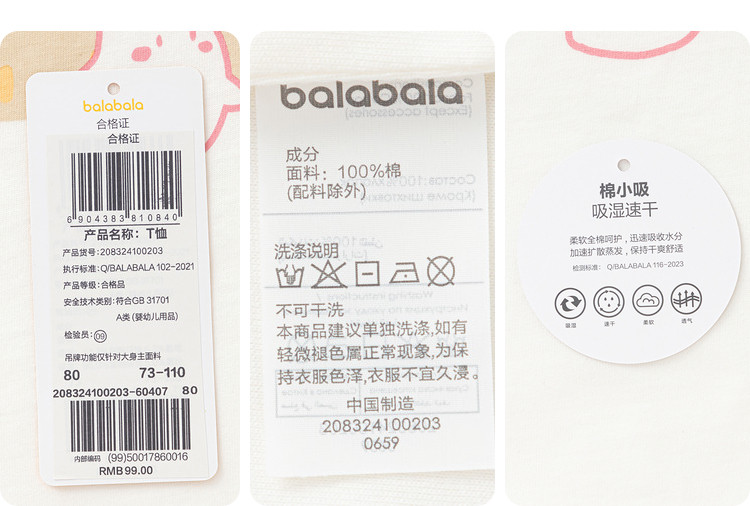 balabala
合格证
合格证
6 904383 810840
产品名称：T恤
产品货号: 208324100203
执行标准: Q/BALABALA 102-2021
产品等级: 合格品
安全技术类别: 符合GB 31701
A类 (婴幼儿用品)
检验员: 09
吊牌功能仅针对大身主面料
80 73-110
208324100203-60407 80
内部编码 (99)50017860016
RMB99.00
balabala
成分
面料：100%棉
(配料除外)
洗涤说明
不可干洗
本商品建议单独洗涤,如有
轻微褪色属正常现象,为保
持衣服色泽,衣服不宜久浸。
中国制造
208324100203
0659
棉小吸
吸湿速干
柔软全棉呵护，迅速吸收水分
加速扩散蒸发，保持干爽舒适
检测标准: Q/BALABALA 116-2023
吸湿 速干 柔软 透气